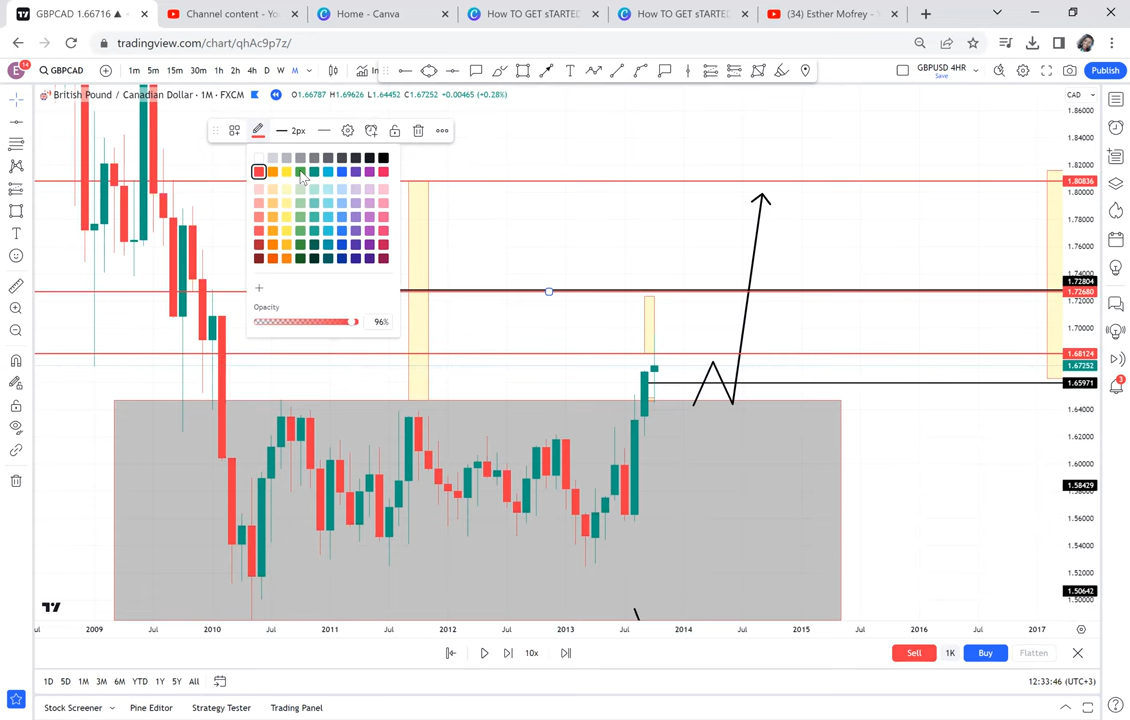 GBPCAD 1.66716 ▲
Channel content - Yo
Home - Canva
How TO GET sTARTED
How TO GET sTARTED
(34) Esther Mofrey - Y
tradingview.com/chart/qhAc9p7z/
E 14
GBPCAD
1m 5m 15m 30m 1h 2h 4h D W M
In
GBPUSD 4HR
Save
Publish
British Pound / Canadian Dollar · 1M · FXCM
O1.66787 H1.69626 L1.64452 C1.67252 +0.00465 (+0.28%)
CAD
2px
Opacity
96%
1.86000
1.84000
1.82000
1.80836
1.80000
1.78000
1.76000
1.74000
1.72804
1.72680
1.72000
1.70000
1.68124
1.67252
1.65971
1.64000
1.62000
1.60000
1.58429
1.56000
1.54000
1.52000
1.50642
1.50000
3
2009 Jul 2010 Jul 2011 Jul 2012 Jul 2013 Jul 2014 Jul 2015 Jul 2016 Jul 2017
10x
Sell 1K Buy Flatten
1D 5D 1M 3M 6M YTD 1Y 5Y All
12:33:46 (UTC+3)
Stock Screener Pine Editor Strategy Tester Trading Panel